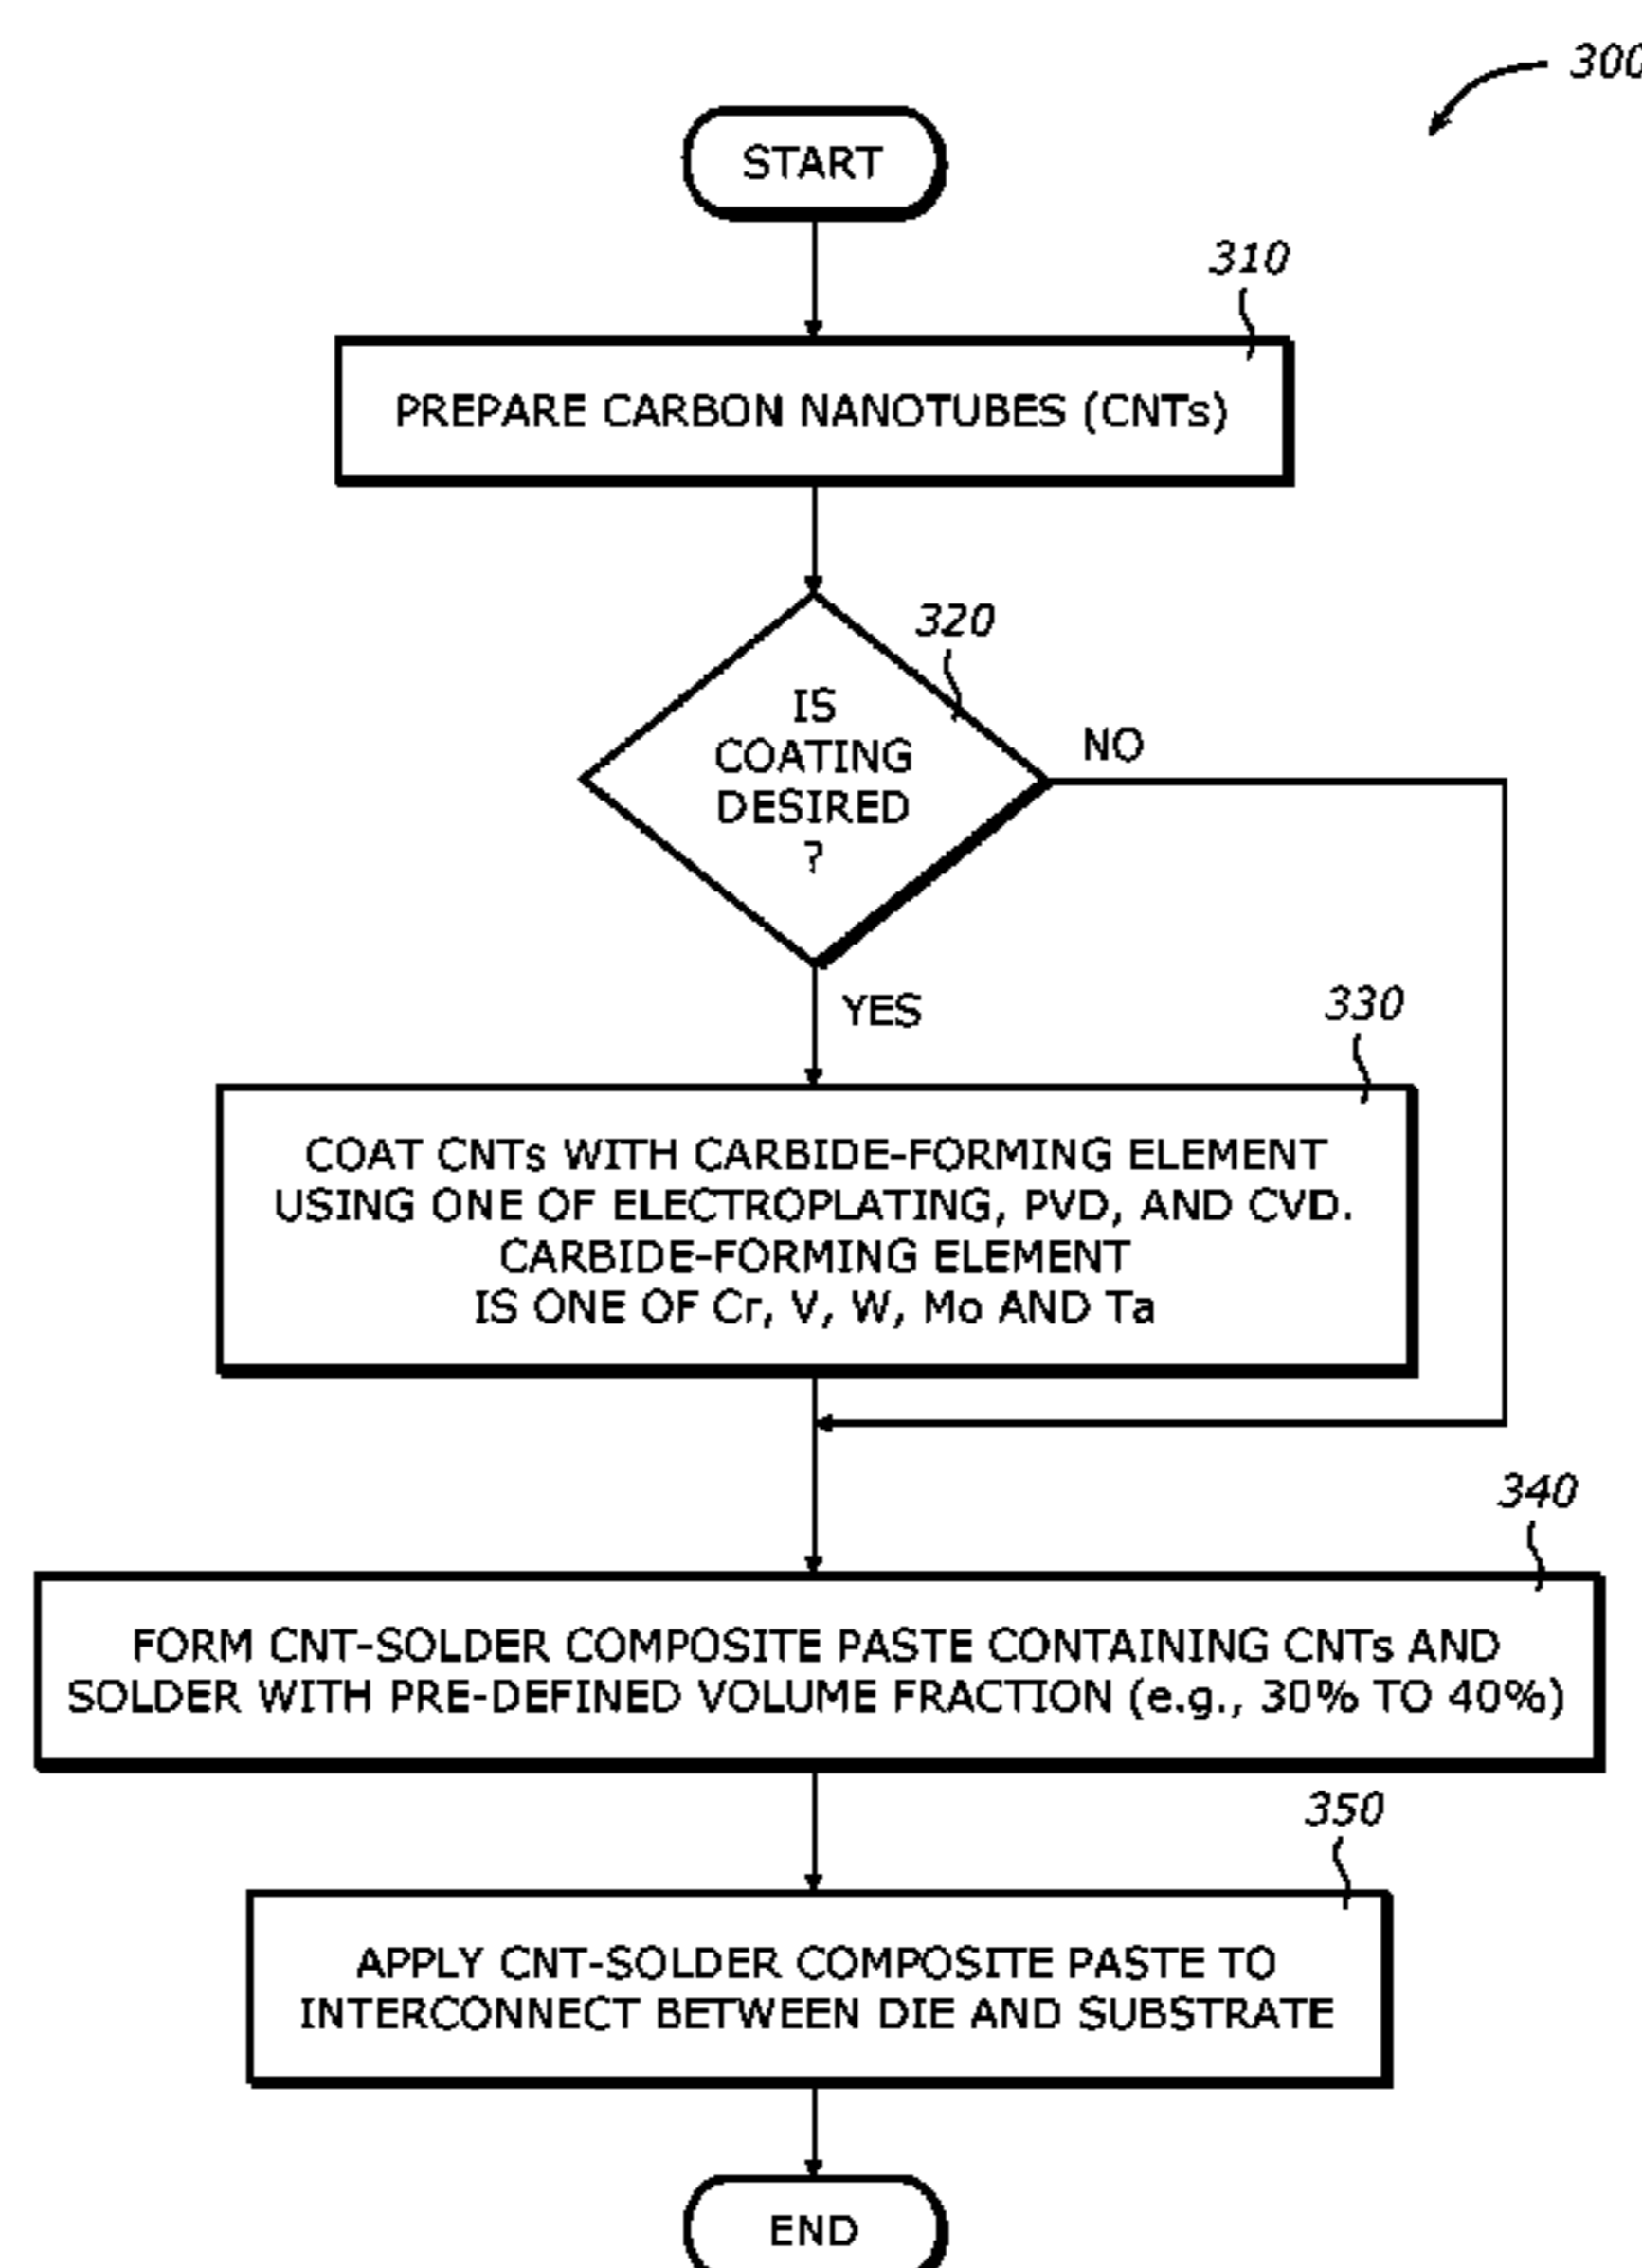 300
START
310
PREPARE CARBON NANOTUBES (CNTs)
320
IS
COATING
DESIRED
?
NO
YES
330
COAT CNTs WITH CARBIDE-FORMING ELEMENT
USING ONE OF ELECTROPLATING, PVD, AND CVD.
CARBIDE-FORMING ELEMENT
IS ONE OF Cr, V, W, Mo AND Ta
340
FORM CNT-SOLDER COMPOSITE PASTE CONTAINING CNTs AND
SOLDER WITH PRE-DEFINED VOLUME FRACTION (e.g., 30% TO 40%)
350
APPLY CNT-SOLDER COMPOSITE PASTE TO
INTERCONNECT BETWEEN DIE AND SUBSTRATE
END